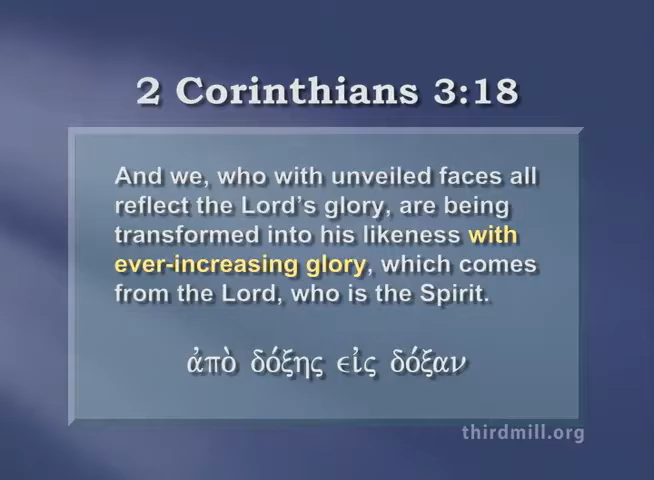 2 Corinthians 3:18
And we, who with unveiled faces all
reflect the Lord’s glory, are being
transformed into his likeness with
ever-increasing glory, which comes
from the Lord, who is the Spirit.
ἀπὸ δόξης εἰς δόξαν
thirdmill.org